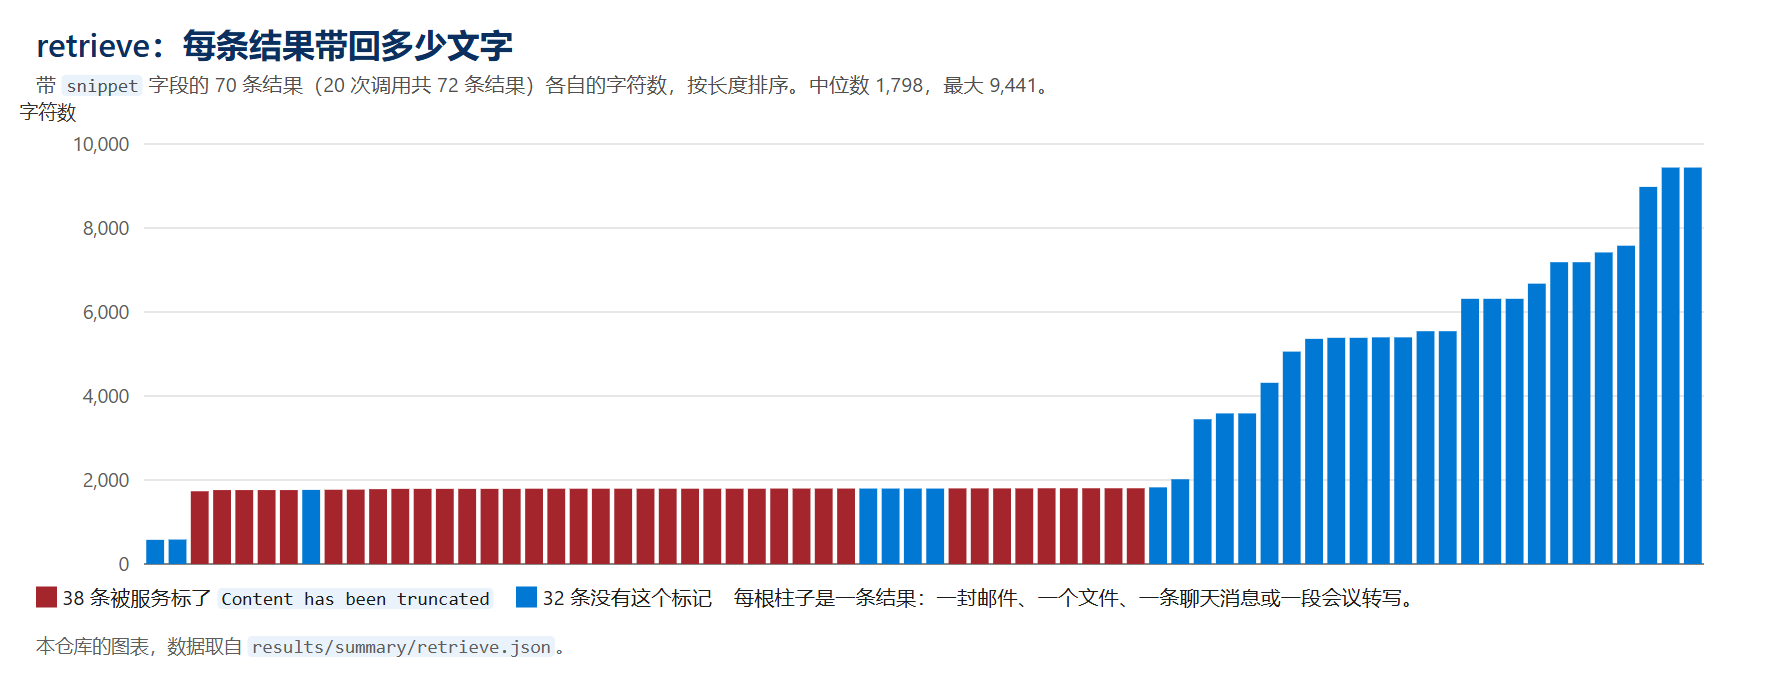 retrieve：每条结果带回多少文字
带 snippet 字段的 70 条结果（20 次调用共 72 条结果）各自的字符数，按长度排序。中位数 1,798，最大 9,441。
字符数
10,000
8,000
6,000
4,000
2,000
0
38 条被服务标了 Content has been truncated 32 条没有这个标记 每根柱子是一条结果：一封邮件、一个文件、一条聊天消息或一段会议转写。
本仓库的图表，数据取自 results/summary/retrieve.json。